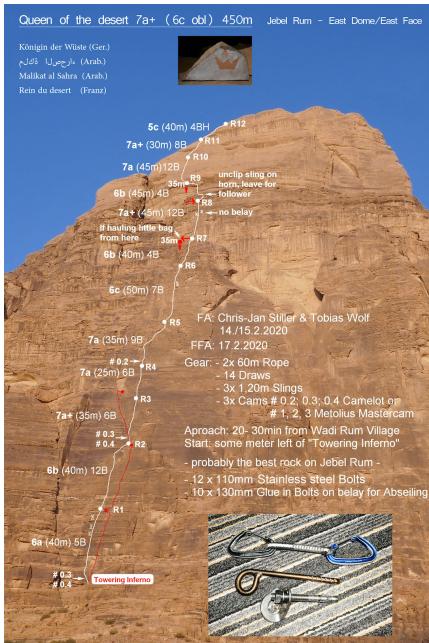 Queen of the desert 7a+ (6c obl) 450m
Jebel Rum - East Dome/East Face
Königin der Wüste (Ger.)
ملكة الصحراء (Arab.)
Malikat al Sahra (Arab.)
Rein du desert (Franz)
5c (40m) 4BH
R12
7a+ (30m) 8B
R11
7a (45m)12B
R10
R9
35m
unclip sling on
horn, leave for
follower
6b (45m) 4B
R8
7a+ (45m) 12B
no belay
If hauling little bag
from here
35m
R7
6b (40m) 4B
R6
6c (50m) 7B
R5
7a (35m) 9B
# 0.2
R4
7a (25m) 6B
R3
7a+ (35m) 6B
# 0.3
# 0.4
R2
6b (40m) 12B
R1
6a (40m) 5B
# 0.3
# 0.4
Towering Inferno
FA: Chris-Jan Stiller & Tobias Wolf
14./15.2.2020
FFA: 17.2.2020
Gear: - 2x 60m Rope
- 14 Draws
- 3x 1,20m Slings
- 3x Cams # 0.2; 0.3; 0.4 Camelot or
# 1, 2, 3 Metolius Mastercam
Aproach: 20- 30min from Wadi Rum Village
Start: some meter left of "Towering Inferno"
- probably the best rock on Jebel Rum -
- 12 x 110mm Stainless steel Bolts
- 10 x 130mm Glue in Bolts on belay for Abseiling